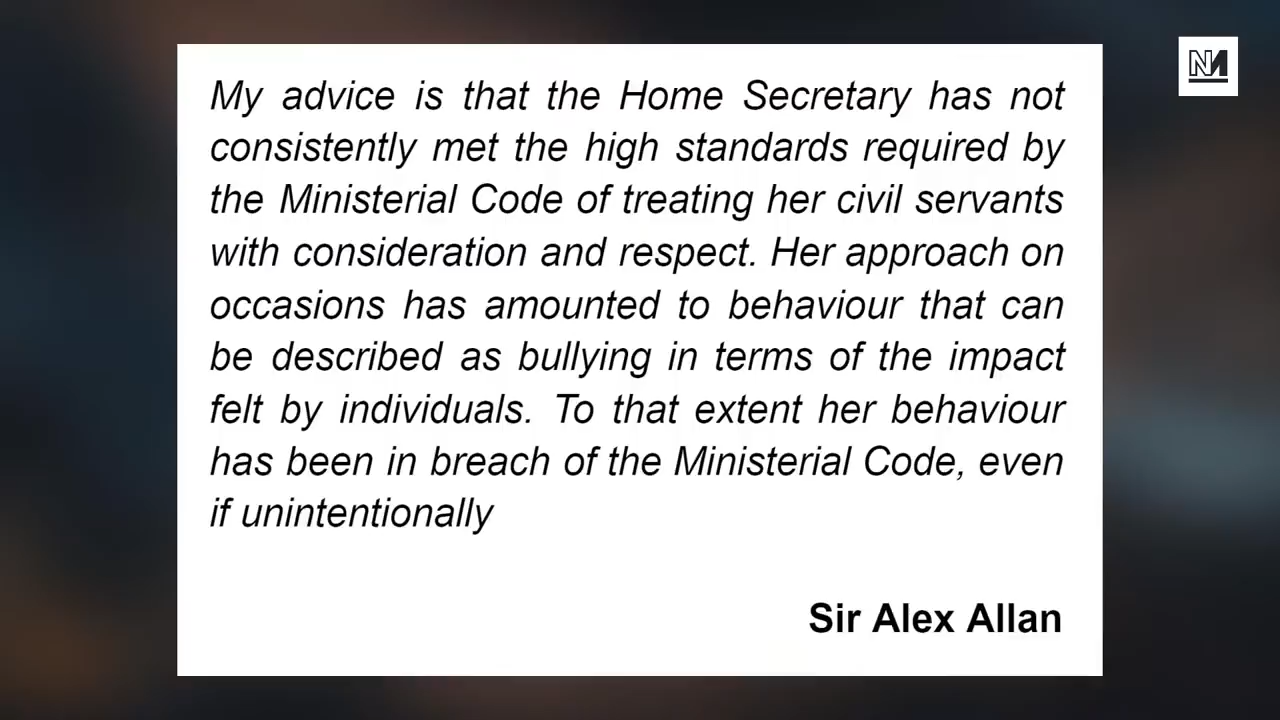 NM
My advice is that the Home Secretary has not
consistently met the high standards required by
the Ministerial Code of treating her civil servants
with consideration and respect. Her approach on
occasions has amounted to behaviour that can
be described as bullying in terms of the impact
felt by individuals. To that extent her behaviour
has been in breach of the Ministerial Code, even
if unintentionally
Sir Alex Allan